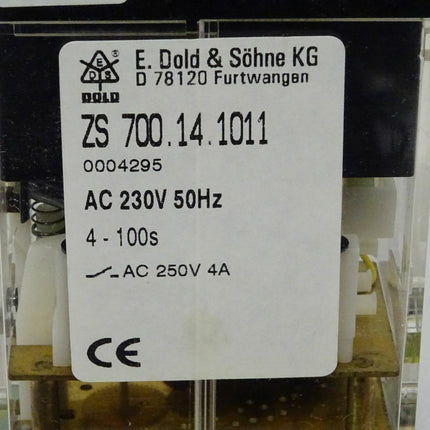 E D S ®
DOLD
E. Dold & Söhne KG
D 78120 Furtwangen
ZS 700.14.1011
0004295
AC 230V 50Hz
4 - 100s
AC 250V 4A
CE